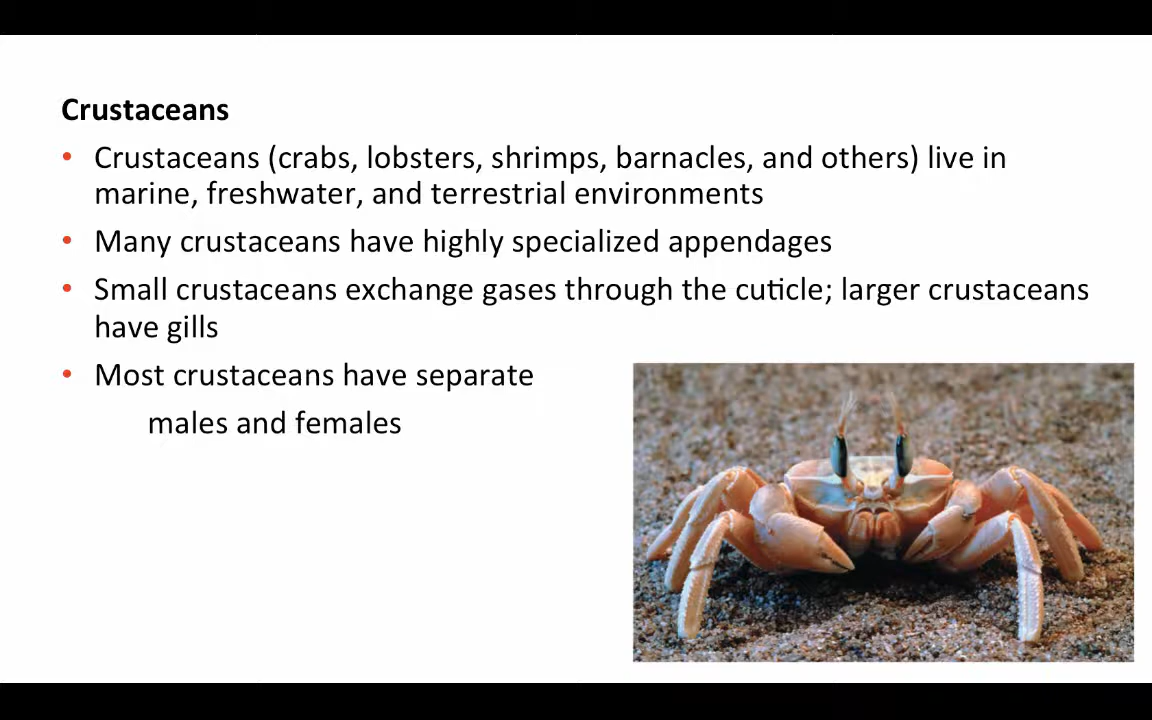 Crustaceans
• Crustaceans (crabs, lobsters, shrimps, barnacles, and others) live in
marine, freshwater, and terrestrial environments
• Many crustaceans have highly specialized appendages
• Small crustaceans exchange gases through the cuticle; larger crustaceans
have gills
• Most crustaceans have separate
males and females